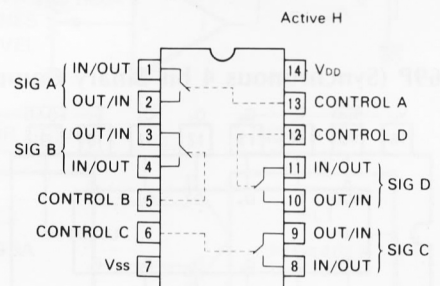 Active H
IN/OUT 1 14 VDD
SIG A
OUT/IN 2 13 CONTROL A
OUT/IN 3 12 CONTROL D
SIG B
IN/OUT 4 11 IN/OUT
SIG D
CONTROL B 5 10 OUT/IN
CONTROL C 6 9 OUT/IN
SIG C
Vss 7 8 IN/OUT